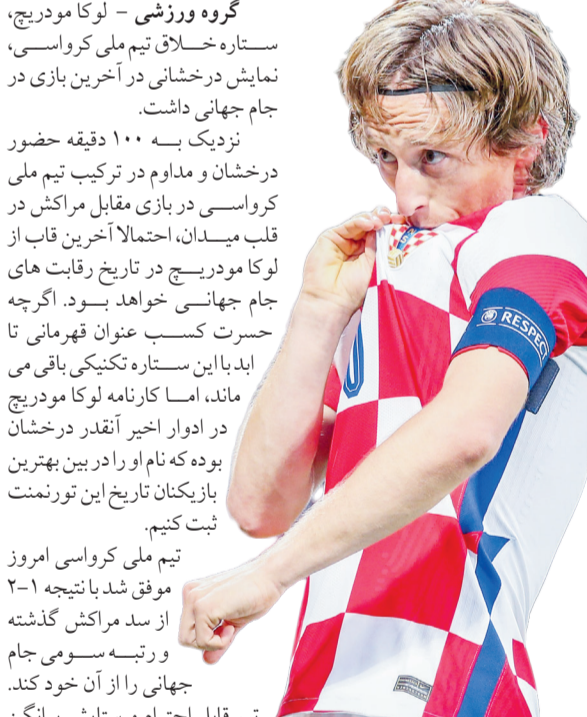 گروه ورزشی – لوکا مودریچ،
ستاره خلاق تیم ملی کرواسی،
نمایش درخشانی در آخرین بازی در
جام جهانی داشت.
نزدیک به ۱۰۰ دقیقه حضور
درخشان و مداوم در ترکیب تیم ملی
کرواسی در بازی مقابل مراکش در
قلب میدان، احتمالا آخرین قاب از
لوکا مودریچ در تاریخ رقابت های
جام جهانی خواهد بود. اگرچه
حسرت کسب عنوان قهرمانی تا
ابد با این ستاره تکنیکی باقی می
ماند، اما کارنامه لوکا مودریچ
در ادوار اخیر آنقدر درخشان
بوده که نام او را در بین بهترین
بازیکنان تاریخ این تورنمنت
ثبت کنیم.
تیم ملی کرواسی امروز
موفق شد با نتیجه ۱–۲
از سد مراکش گذشته
و رتبه سومی جام
جهانی را از آن خود کند.
RESPECT